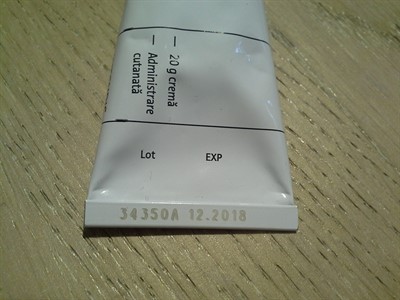 — 20 g cremă
— Administrare
cutanată
Lot EXP
34350A 12.2018